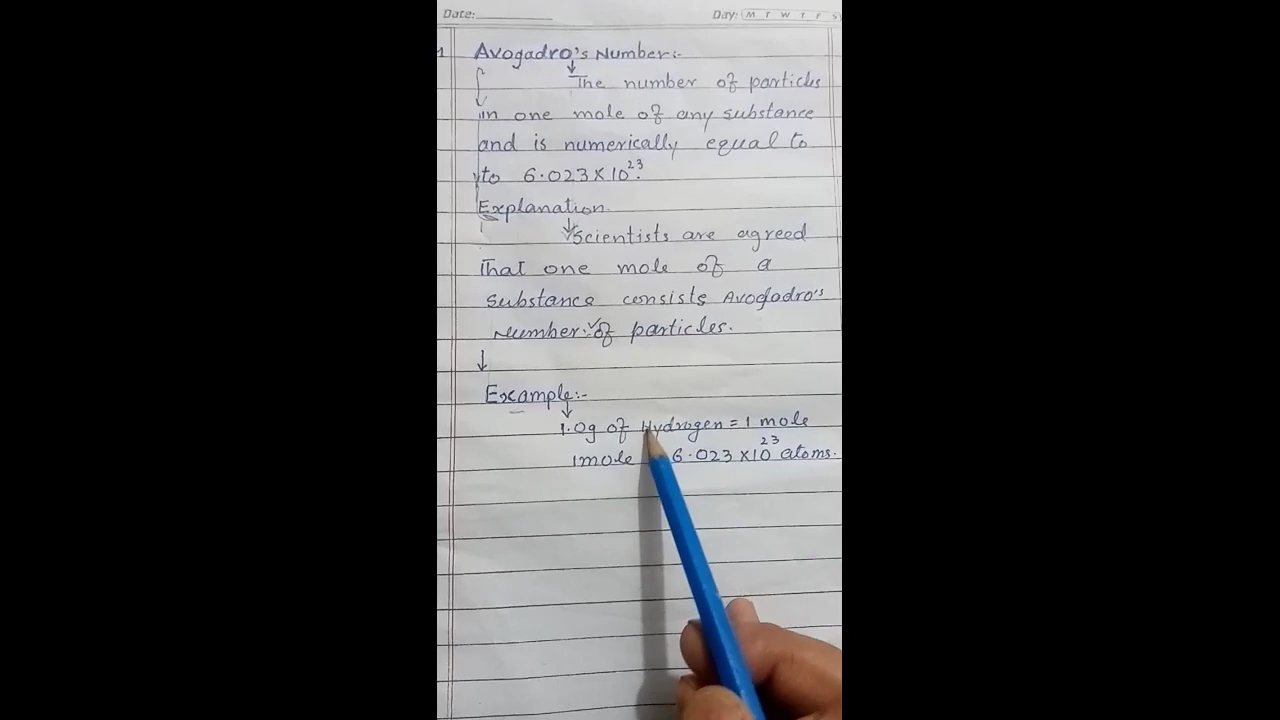 Date:
Day: M T W T F S
1 Avogadro's Number:-
The number of particles
in one mole of any substance
and is numerically equal to
to 6.023×10²³.
Explanation.
Scientists are agreed
That one mole of a
substance consists Avogadro's
Number of particles.
Example:-
1.0g of Hydrogen = 1 mole
1mole 6.023×10²³ atoms.